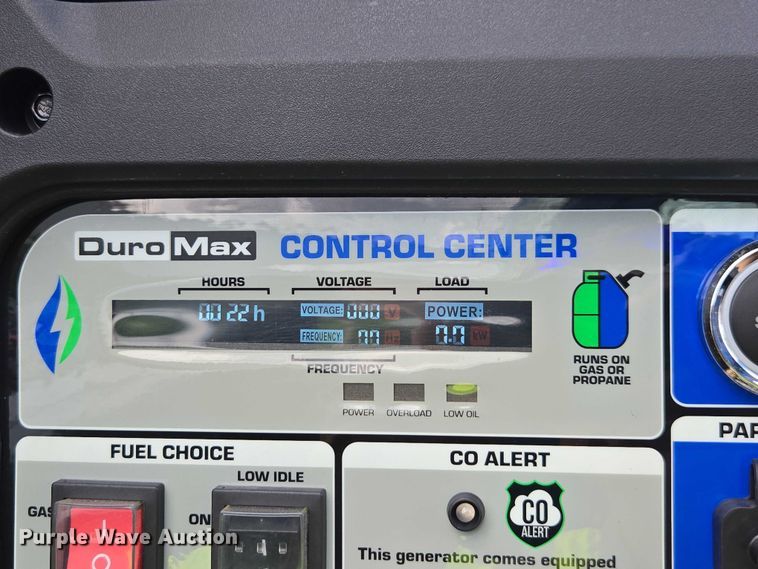 DuroMax CONTROL CENTER
HOURS VOLTAGE LOAD
0022h VOLTAGE: 000 V POWER:
FREQUENCY: Hz 0.0 kW
FREQUENCY
RUNS ON
GAS OR
PROPANE
POWER OVERLOAD LOW OIL
PAR
FUEL CHOICE
CO ALERT
LOW IDLE
GAS
ON
CO
ALERT
This generator comes equipped
Purple Wave Auction